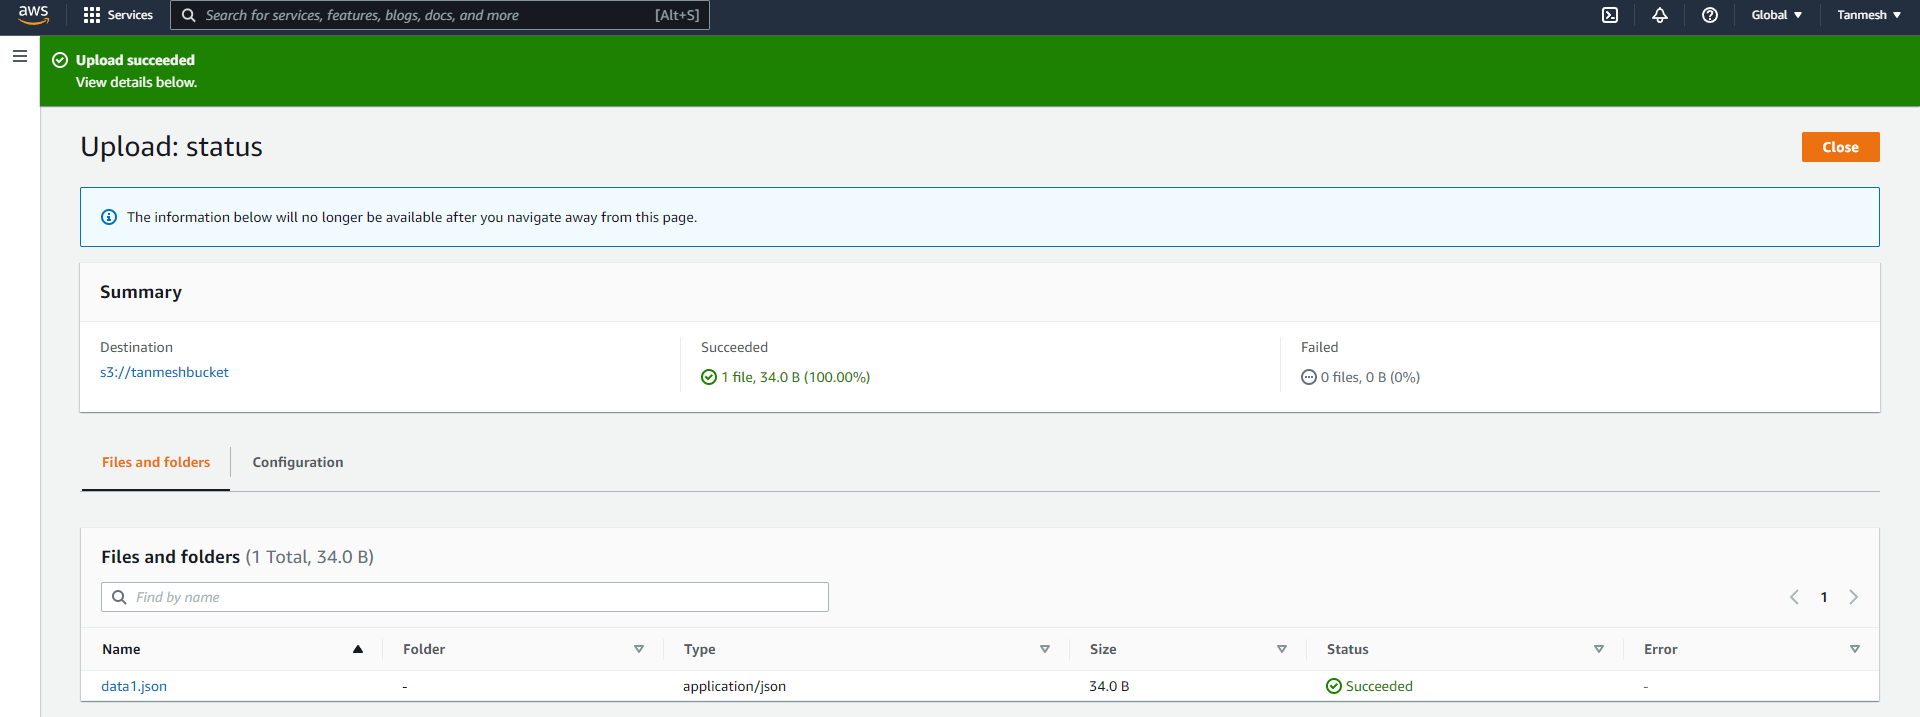 aws Services Search for services, features, blogs, docs, and more [Alt+S] Global Tanmesh
Upload succeeded
View details below.
Upload: status Close
The information below will no longer be available after you navigate away from this page.
Summary
Destination Succeeded Failed
s3://tanmeshbucket 1 file, 34.0 B (100.00%) 0 files, 0 B (0%)
Files and folders Configuration
Files and folders (1 Total, 34.0 B)
Find by name 1
Name Folder Type Size Status Error
data1.json - application/json 34.0 B Succeeded -